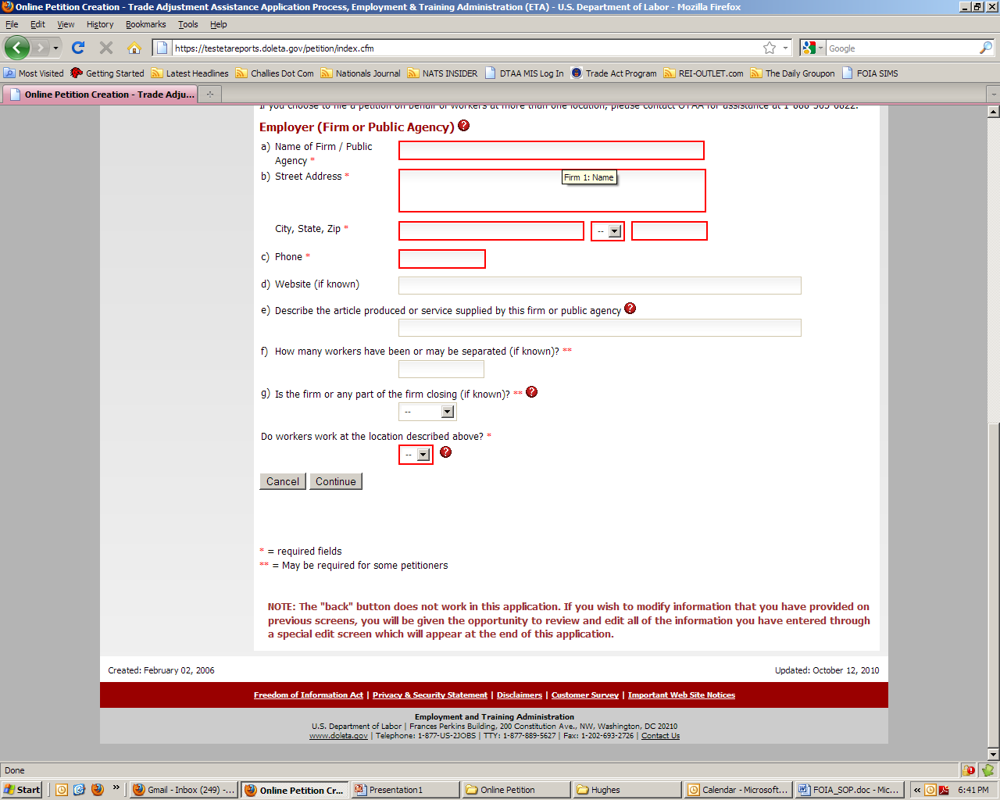 Online Petition Creation - Trade Adjustment Assistance Application Process, Employment & Training Administration (ETA) - U.S. Department of Labor - Mozilla Firefox
File Edit View History Bookmarks Tools Help
https://testetareports.doleta.gov/petition/index.cfm Google
Most Visited Getting Started Latest Headlines Challies Dot Com Nationals Journal NATS INSIDER DTAA MIS Log In Trade Act Program REI-OUTLET.com The Daily Groupon FOIA SIMS
Online Petition Creation - Trade Adju...
If you choose to file a petition on behalf of workers at more than one location, please contact OTAA for assistance at 1-888-365-6822.
Employer (Firm or Public Agency) ?
a) Name of Firm / Public
Agency *
b) Street Address *
Firm 1: Name
City, State, Zip * --
c) Phone *
d) Website (if known)
e) Describe the article produced or service supplied by this firm or public agency ?
f) How many workers have been or may be separated (if known)? **
g) Is the firm or any part of the firm closing (if known)? ** ?
--
Do workers work at the location described above? *
-- ?
Cancel Continue
* = required fields
** = May be required for some petitioners
NOTE: The "back" button does not work in this application. If you wish to modify information that you have provided on
previous screens, you will be given the opportunity to review and edit all of the information you have entered through
a special edit screen which will appear at the end of this application.
Created: February 02, 2006 Updated: October 12, 2010
Freedom of Information Act | Privacy & Security Statement | Disclaimers | Customer Survey | Important Web Site Notices
Employment and Training Administration
U.S. Department of Labor | Frances Perkins Building, 200 Constitution Ave., NW, Washington, DC 20210
www.doleta.gov | Telephone: 1-877-US-2JOBS | TTY: 1-877-889-5627 | Fax: 1-202-693-2726 | Contact Us
Done
Start » Gmail - Inbox (249) -... Online Petition Cr... Presentation1 Online Petition Hughes Calendar - Microsoft... FOIA_SOP.doc - Mic... « 6:41 PM